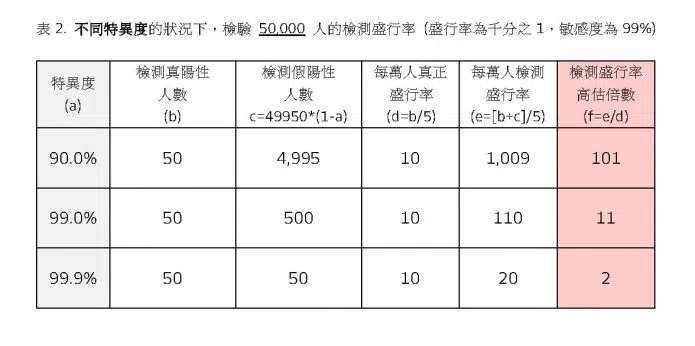 表 2. 不同特異度的狀況下，檢驗 50,000 人的檢測盛行率 (盛行率為千分之 1，敏感度為 99%)
特異度
(a)
檢測真陽性
人數
(b)
檢測假陽性
人數
c=49950*(1-a)
每萬人真正
盛行率
(d=b/5)
每萬人檢測
盛行率
(e=[b+c]/5)
檢測盛行率
高估倍數
(f=e/d)
90.0% 50 4,995 10 1,009 101
99.0% 50 500 10 110 11
99.9% 50 50 10 20 2